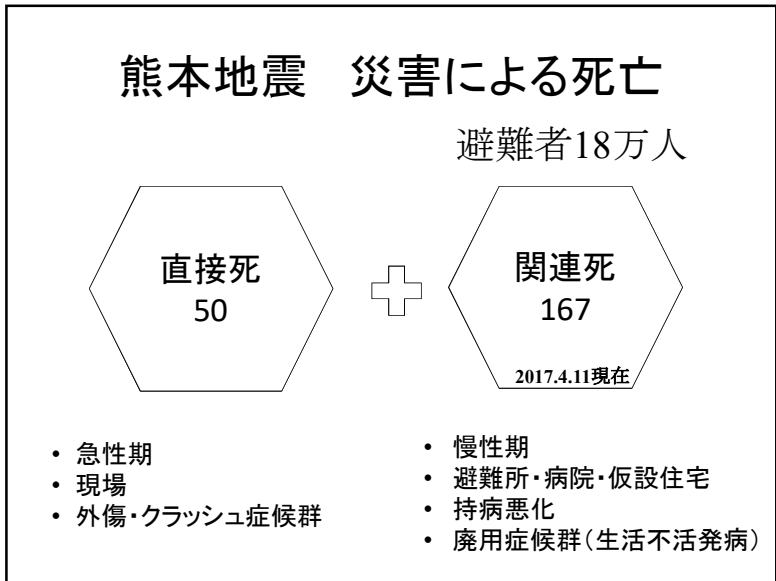 熊本地震　災害による死亡
避難者18万人
直接死
50
関連死
167
2017.4.11現在
• 急性期
• 現場
• 外傷・クラッシュ症候群
• 慢性期
• 避難所・病院・仮設住宅
• 持病悪化
• 廃用症候群（生活不活発病）